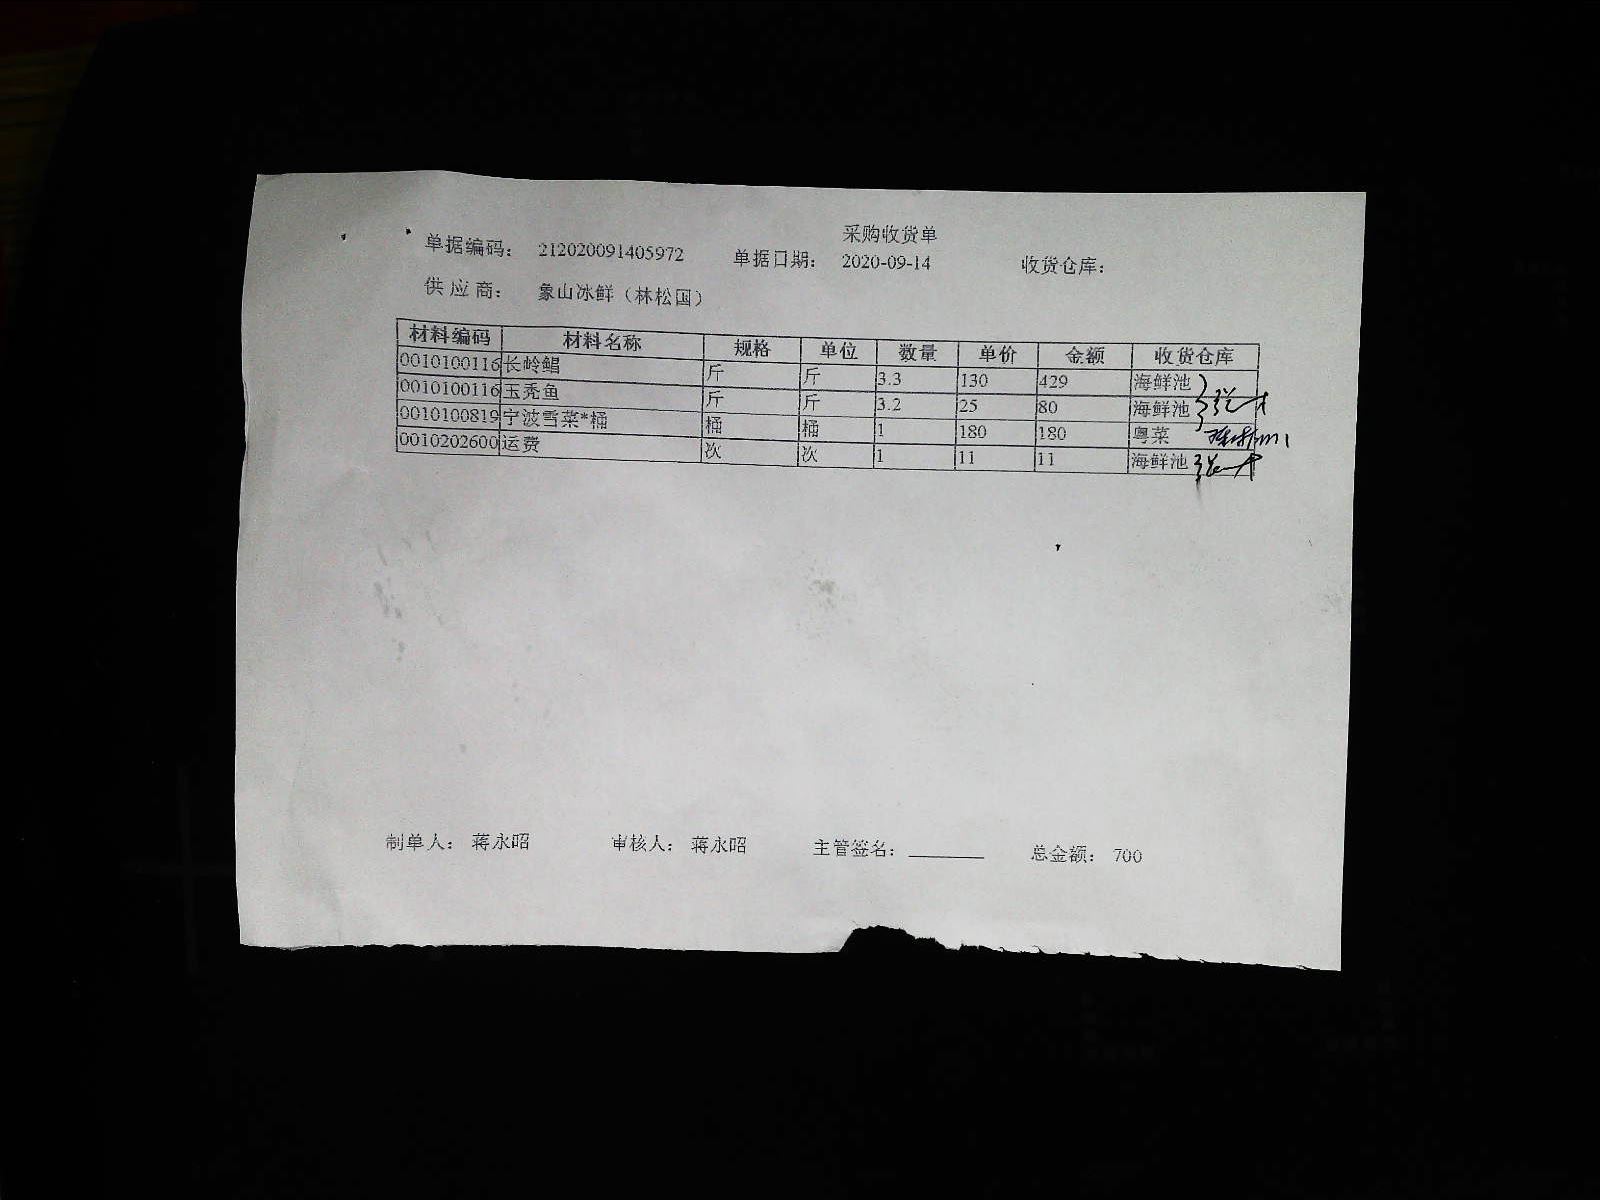 采购收货单
单据编码： 212020091405972 单据日期： 2020-09-14 收货仓库：
供应商： 象山冰鲜（林松国）
材料编码 材料名称 规格 单位 数量 单价 金额 收货仓库
0010100116 长岭鲳 斤 斤 3.3 130 429 海鲜池
0010100116 玉秃鱼 斤 斤 3.2 25 80 海鲜池
0010100819 宁波雪菜*桶 桶 桶 1 180 180 粤菜
0010202600 运费 次 次 1 11 11 海鲜池
制单人： 蒋永昭 审核人： 蒋永昭 主管签名： 总金额： 700